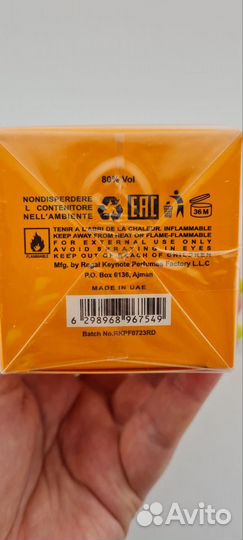 80% Vol
NONDISPERDERE
L CONTENITORE
NELL'AMBIENTE
EAC
36 M
FLAMMABLE
TENIR A L'ABRI DE LA CHALEUR. INFLAMMABLE
KEEP AWAY FROM HEAT OR FLAME-FLAMMABLE
FOR EXTERNAL USE ONLY
AVOID SPRAYING IN EYES
KEEP OUT OF REACH OF CHILDREN
Mfg. by Regal Keynote Perfumes Factory L.L.C
P.O. Box 6136, Ajman
MADE IN UAE
6 298968 967549
Batch No.:RKPF0723RD
Avito